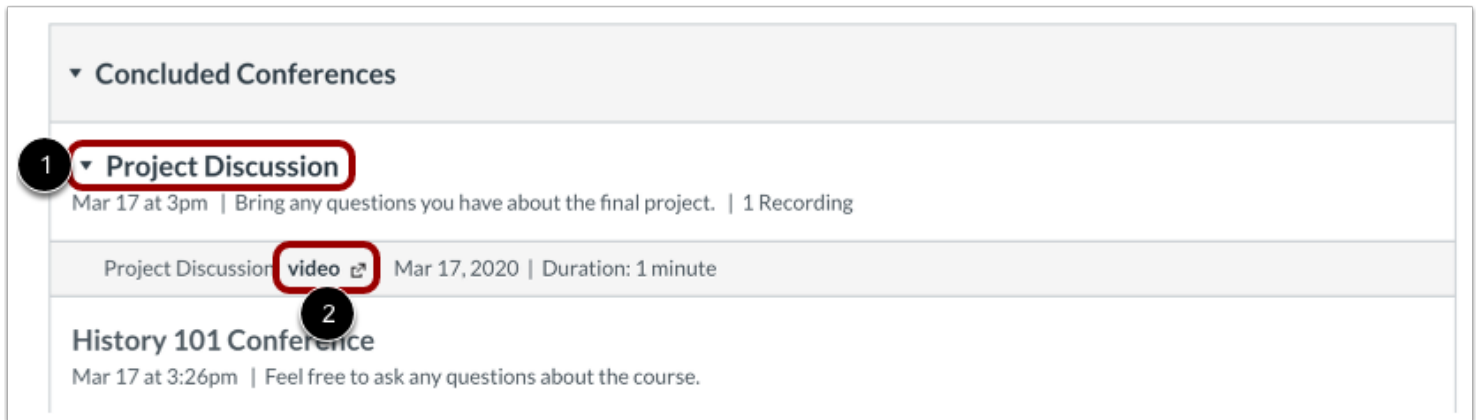 Concluded Conferences
1
Project Discussion
Mar 17 at 3pm | Bring any questions you have about the final project. | 1 Recording
Project Discussion video Mar 17, 2020 | Duration: 1 minute
2
History 101 Conference
Mar 17 at 3:26pm | Feel free to ask any questions about the course.